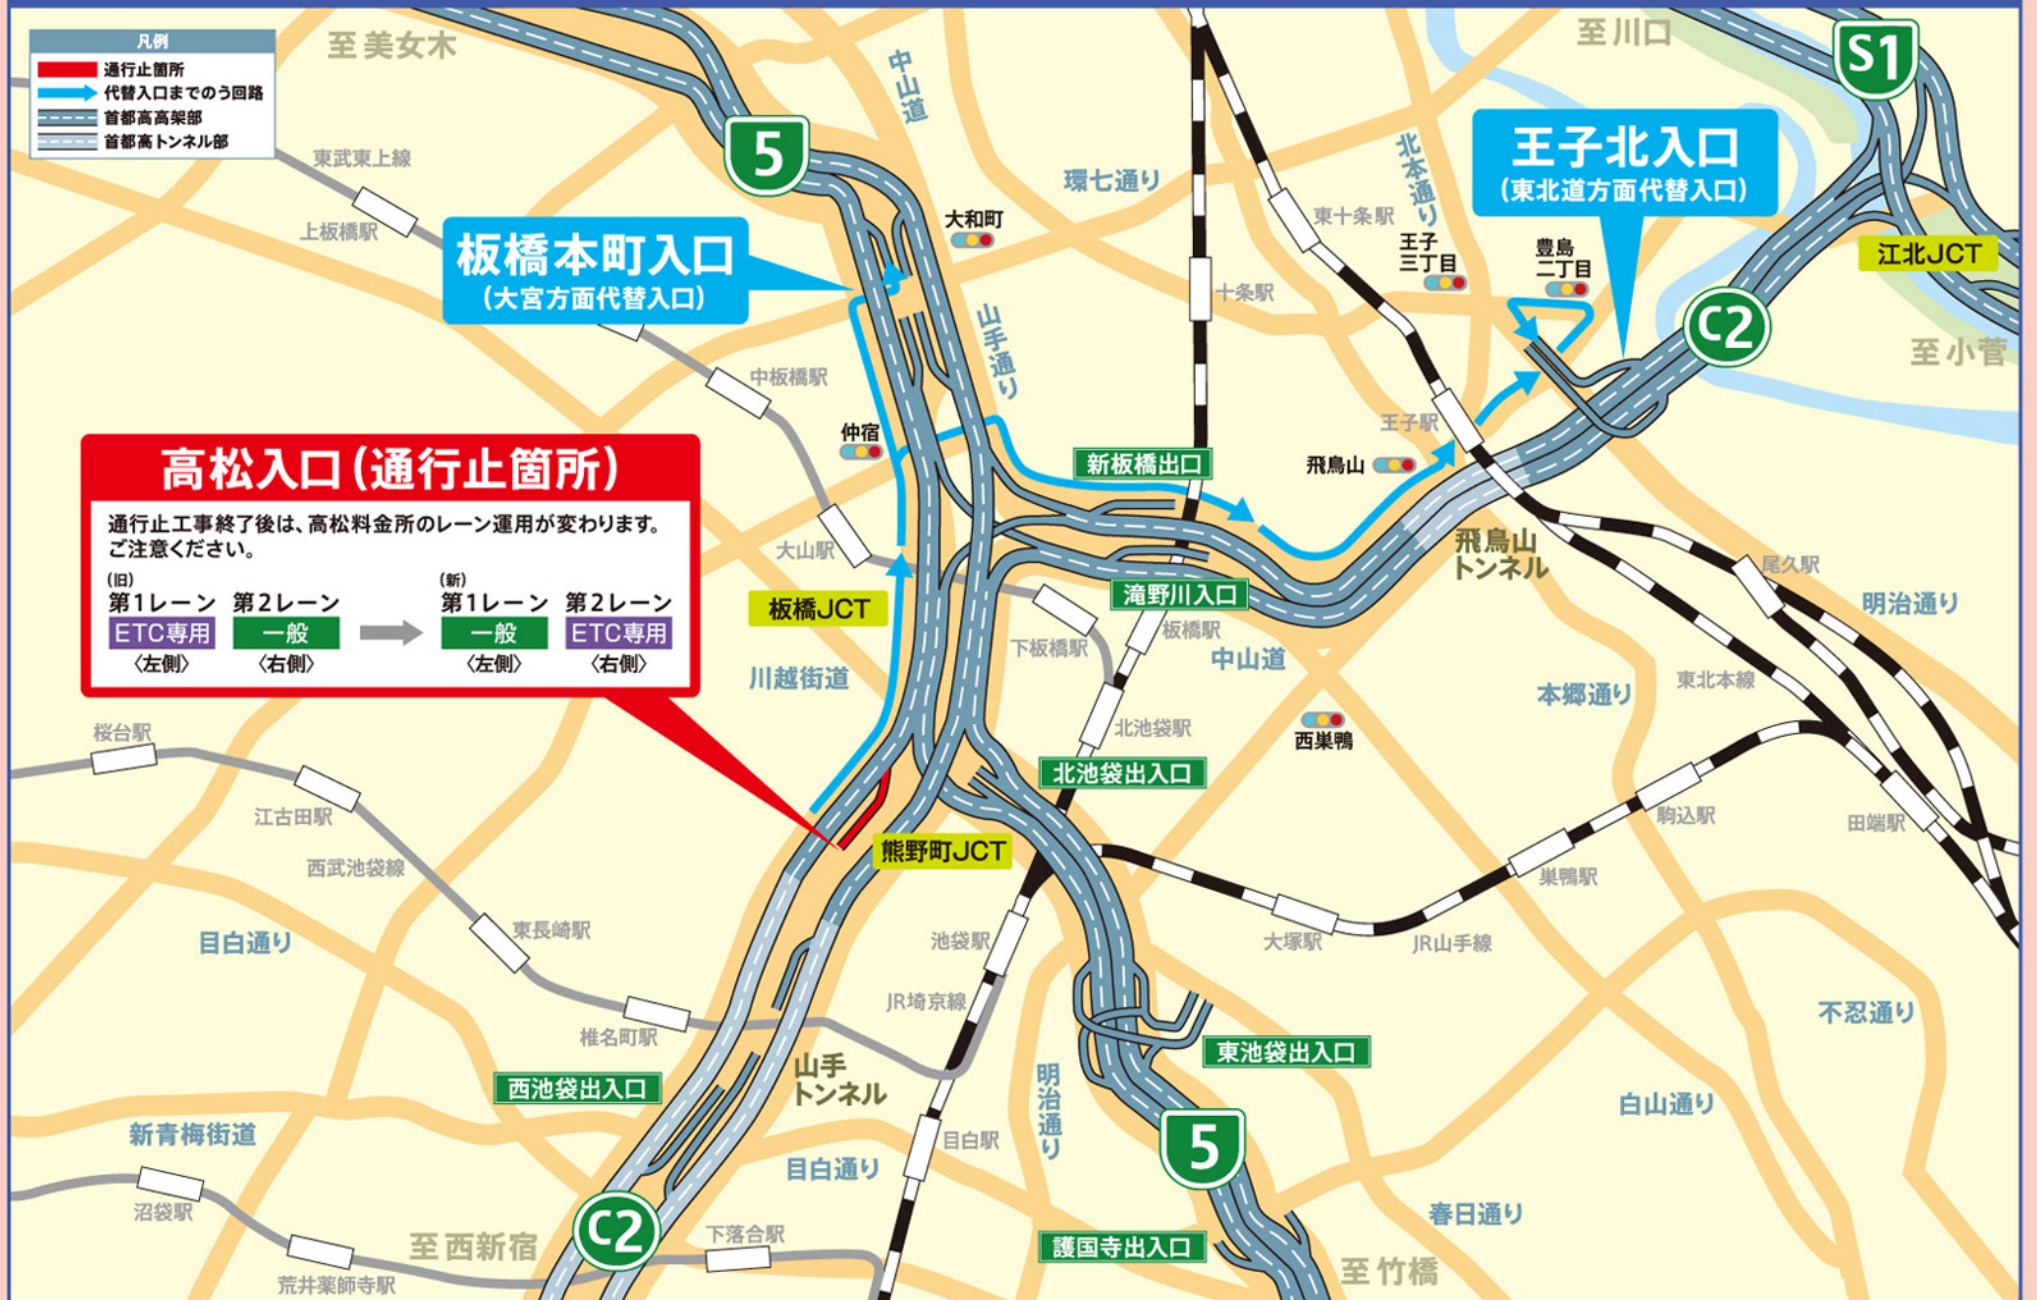 凡例
通行止箇所
代替入口までのう回路
首都高高架部
首都高トンネル部
至美女木
中山道
至川口
S1
5
東武東上線
上板橋駅
環七通り
大和町
板橋本町入口
(大宮方面代替入口)
北本通り
東十条駅
王子
三丁目
豊島
二丁目
王子北入口
(東北道方面代替入口)
江北JCT
C2
至小菅
十条駅
山手通り
中板橋駅
仲宿
王子駅
新板橋出口
飛鳥山
高松入口(通行止箇所)
通行止工事終了後は、高松料金所のレーン運用が変わります。
ご注意ください。
(旧)
第1レーン 第2レーン
ETC専用 一般
〈左側〉 〈右側〉
(新)
第1レーン 第2レーン
一般 ETC専用
〈左側〉 〈右側〉
大山駅
飛鳥山
トンネル
尾久駅
板橋JCT
滝野川入口
明治通り
下板橋駅
板橋駅
中山道
川越街道
本郷通り
東北本線
北池袋駅
西巣鴨
桜台駅
北池袋出入口
江古田駅
駒込駅
田端駅
熊野町JCT
西武池袋線
巣鴨駅
目白通り
東長崎駅
池袋駅
大塚駅
JR山手線
JR埼京線
不忍通り
椎名町駅
東池袋出入口
山手
トンネル
西池袋出入口
明治通り
白山通り
新青梅街道
目白駅
5
目白通り
沼袋駅
春日通り
C2
下落合駅
至西新宿
護国寺出入口
至竹橋
荒井薬師寺駅